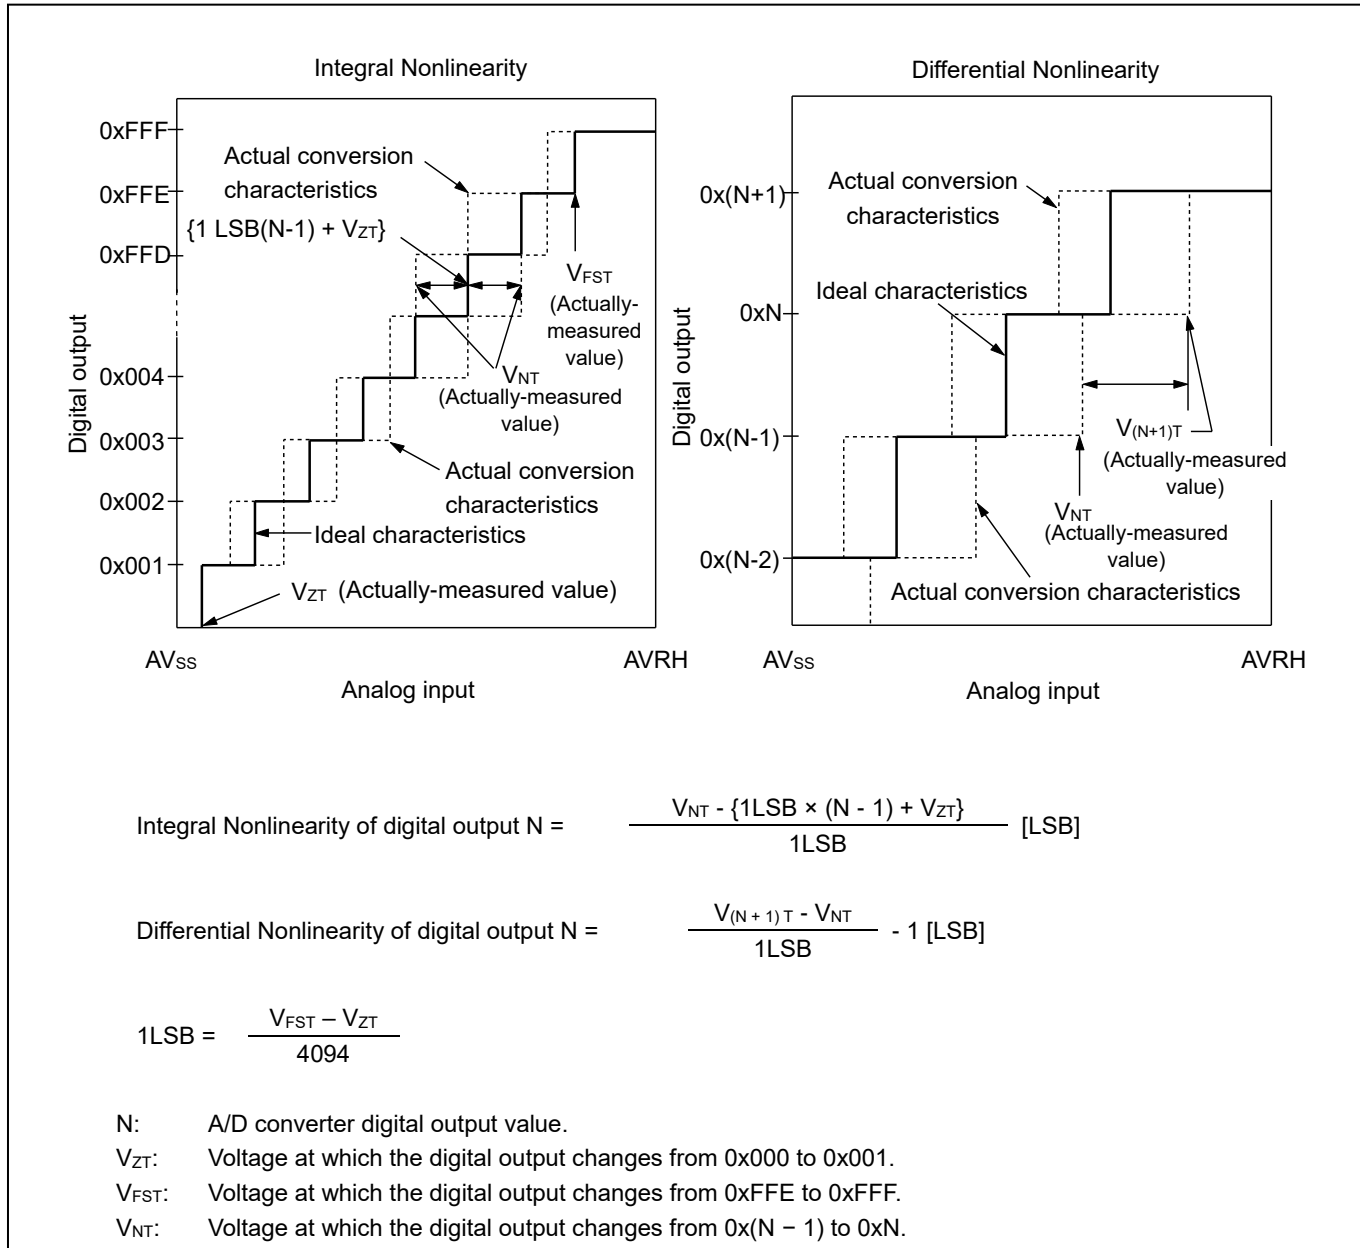 Integral Nonlinearity
0xFFF
0xFFE
0xFFD
0x004
0x003
0x002
0x001
Digital output
Actual conversion
characteristics
{1 LSB(N-1) + VZT}
VFST
(Actually-
measured
value)
VNT
(Actually-measured
value)
Actual conversion
characteristics
Ideal characteristics
VZT (Actually-measured value)
AVSS
AVRH
Analog input
Differential Nonlinearity
0x(N+1)
0xN
0x(N-1)
0x(N-2)
Digital output
Actual conversion
characteristics
Ideal characteristics
V(N+1)T
(Actually-measured
value)
VNT
(Actually-measured
value)
Actual conversion characteristics
AVSS
AVRH
Analog input
Integral Nonlinearity of digital output N =
VNT - {1LSB × (N - 1) + VZT}
1LSB
[LSB]
Differential Nonlinearity of digital output N =
V(N + 1) T - VNT
1LSB
- 1 [LSB]
1LSB =
VFST – VZT
4094
N: A/D converter digital output value.
VZT: Voltage at which the digital output changes from 0x000 to 0x001.
VFST: Voltage at which the digital output changes from 0xFFE to 0xFFF.
VNT: Voltage at which the digital output changes from 0x(N − 1) to 0xN.